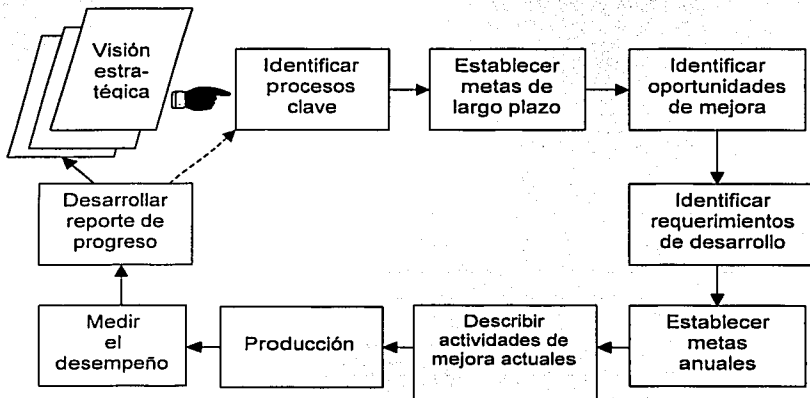 Visión
estra-
tégica
Identificar
procesos
clave
Establecer
metas de
largo plazo
Identificar
oportunidades
de mejora
Identificar
requerimientos
de desarrollo
Establecer
metas
anuales
Describir
actividades de
mejora actuales
Producción
Medir
el
desempeño
Desarrollar
reporte de
progreso